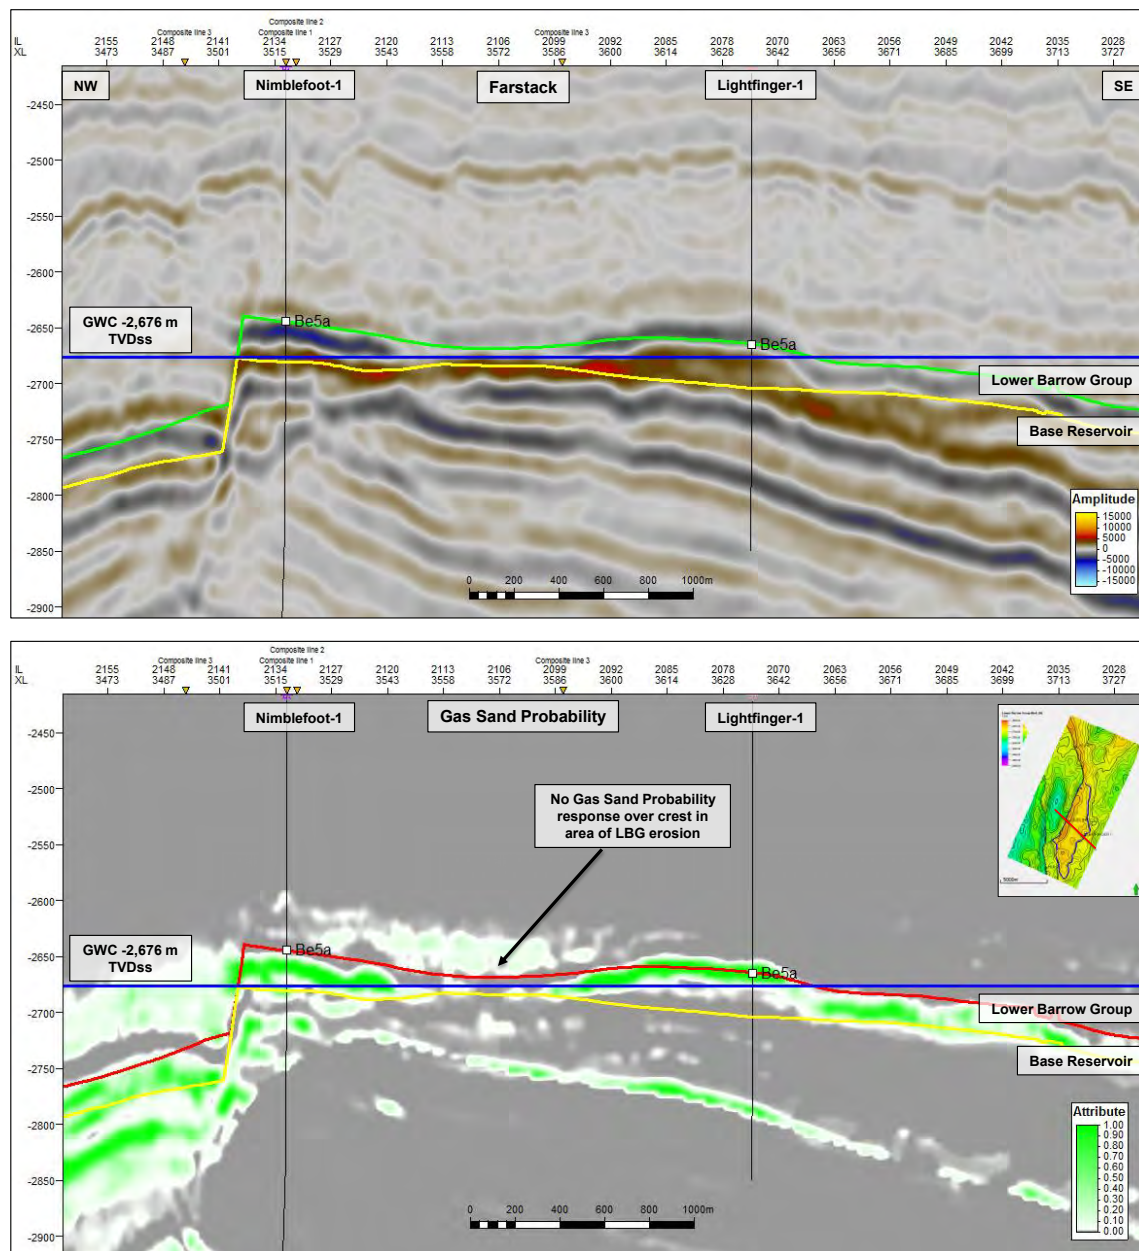 Composite line 2
Composite line 3 Composite line 1 Composite line 3
IL 2155 2148 2141 2134 2127 2120 2113 2106 2099 2092 2085 2078 2070 2063 2056 2049 2042 2035 2028
XL 3473 3487 3501 3515 3529 3543 3558 3572 3586 3600 3614 3628 3642 3656 3671 3685 3699 3713 3727
NW Nimblefoot-1 Farstack Lightfinger-1 SE
-2450
-2500
-2550
-2600
GWC -2,676 m
TVDss
-2650
Be5a
Be5a
-2700
Lower Barrow Group
Base Reservoir
-2750
-2800
-2850
-2900
Amplitude
15000
10000
5000
0
-5000
-10000
-15000
0 200 400 600 800 1000m
Composite line 2
Composite line 3 Composite line 1 Composite line 3
IL 2155 2148 2141 2134 2127 2120 2113 2106 2099 2092 2085 2078 2070 2063 2056 2049 2042 2035 2028
XL 3473 3487 3501 3515 3529 3543 3558 3572 3586 3600 3614 3628 3642 3656 3671 3685 3699 3713 3727
Nimblefoot-1 Gas Sand Probability Lightfinger-1
-2450
-2500
-2550
No Gas Sand Probability
response over crest in
area of LBG erosion
-2600
GWC -2,676 m
TVDss
-2650
Be5a
Be5a
-2700
Lower Barrow Group
Base Reservoir
-2750
-2800
-2850
-2900
Attribute
1.00
0.90
0.80
0.70
0.60
0.50
0.40
0.30
0.20
0.10
0.00
0 200 400 600 800 1000m